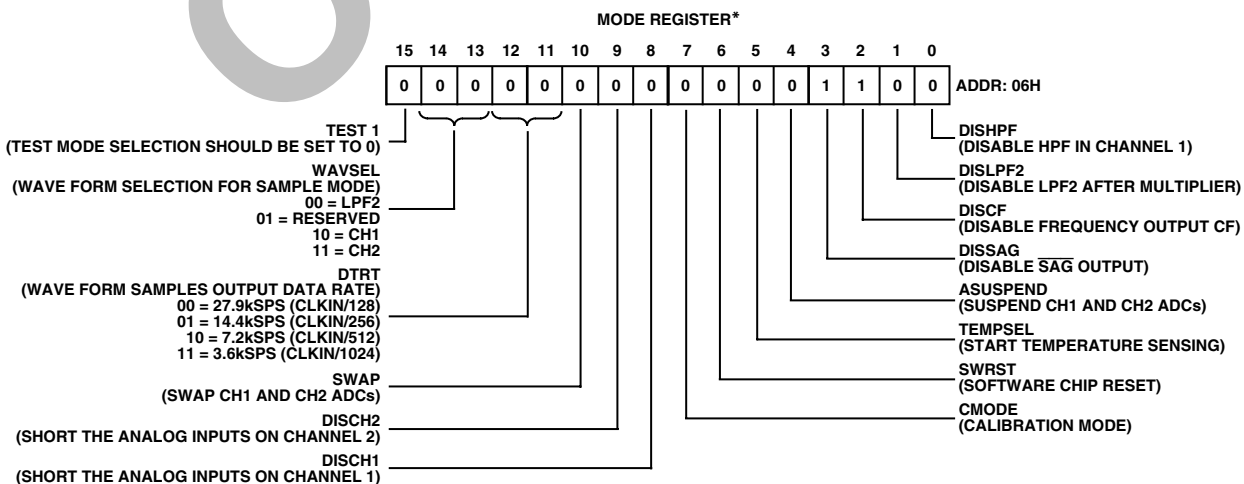 MODE REGISTER*
15 14 13 12 11 10 9 8 7 6 5 4 3 2 1 0
0 0 0 0 0 0 0 0 0 0 0 0 1 1 0 0 ADDR: 06H
TEST 1
(TEST MODE SELECTION SHOULD BE SET TO 0)
WAVSEL
(WAVE FORM SELECTION FOR SAMPLE MODE)
00 = LPF2
01 = RESERVED
10 = CH1
11 = CH2
DTRT
(WAVE FORM SAMPLES OUTPUT DATA RATE)
00 = 27.9kSPS (CLKIN/128)
01 = 14.4kSPS (CLKIN/256)
10 = 7.2kSPS (CLKIN/512)
11 = 3.6kSPS (CLKIN/1024)
SWAP
(SWAP CH1 AND CH2 ADCs)
DISCH2
(SHORT THE ANALOG INPUTS ON CHANNEL 2)
DISCH1
(SHORT THE ANALOG INPUTS ON CHANNEL 1)
DISHPF
(DISABLE HPF IN CHANNEL 1)
DISLPF2
(DISABLE LPF2 AFTER MULTIPLIER)
DISCF
(DISABLE FREQUENCY OUTPUT CF)
DISSAG
(DISABLE SAG OUTPUT)
ASUSPEND
(SUSPEND CH1 AND CH2 ADCs)
TEMPSEL
(START TEMPERATURE SENSING)
SWRST
(SOFTWARE CHIP RESET)
CMODE
(CALIBRATION MODE)